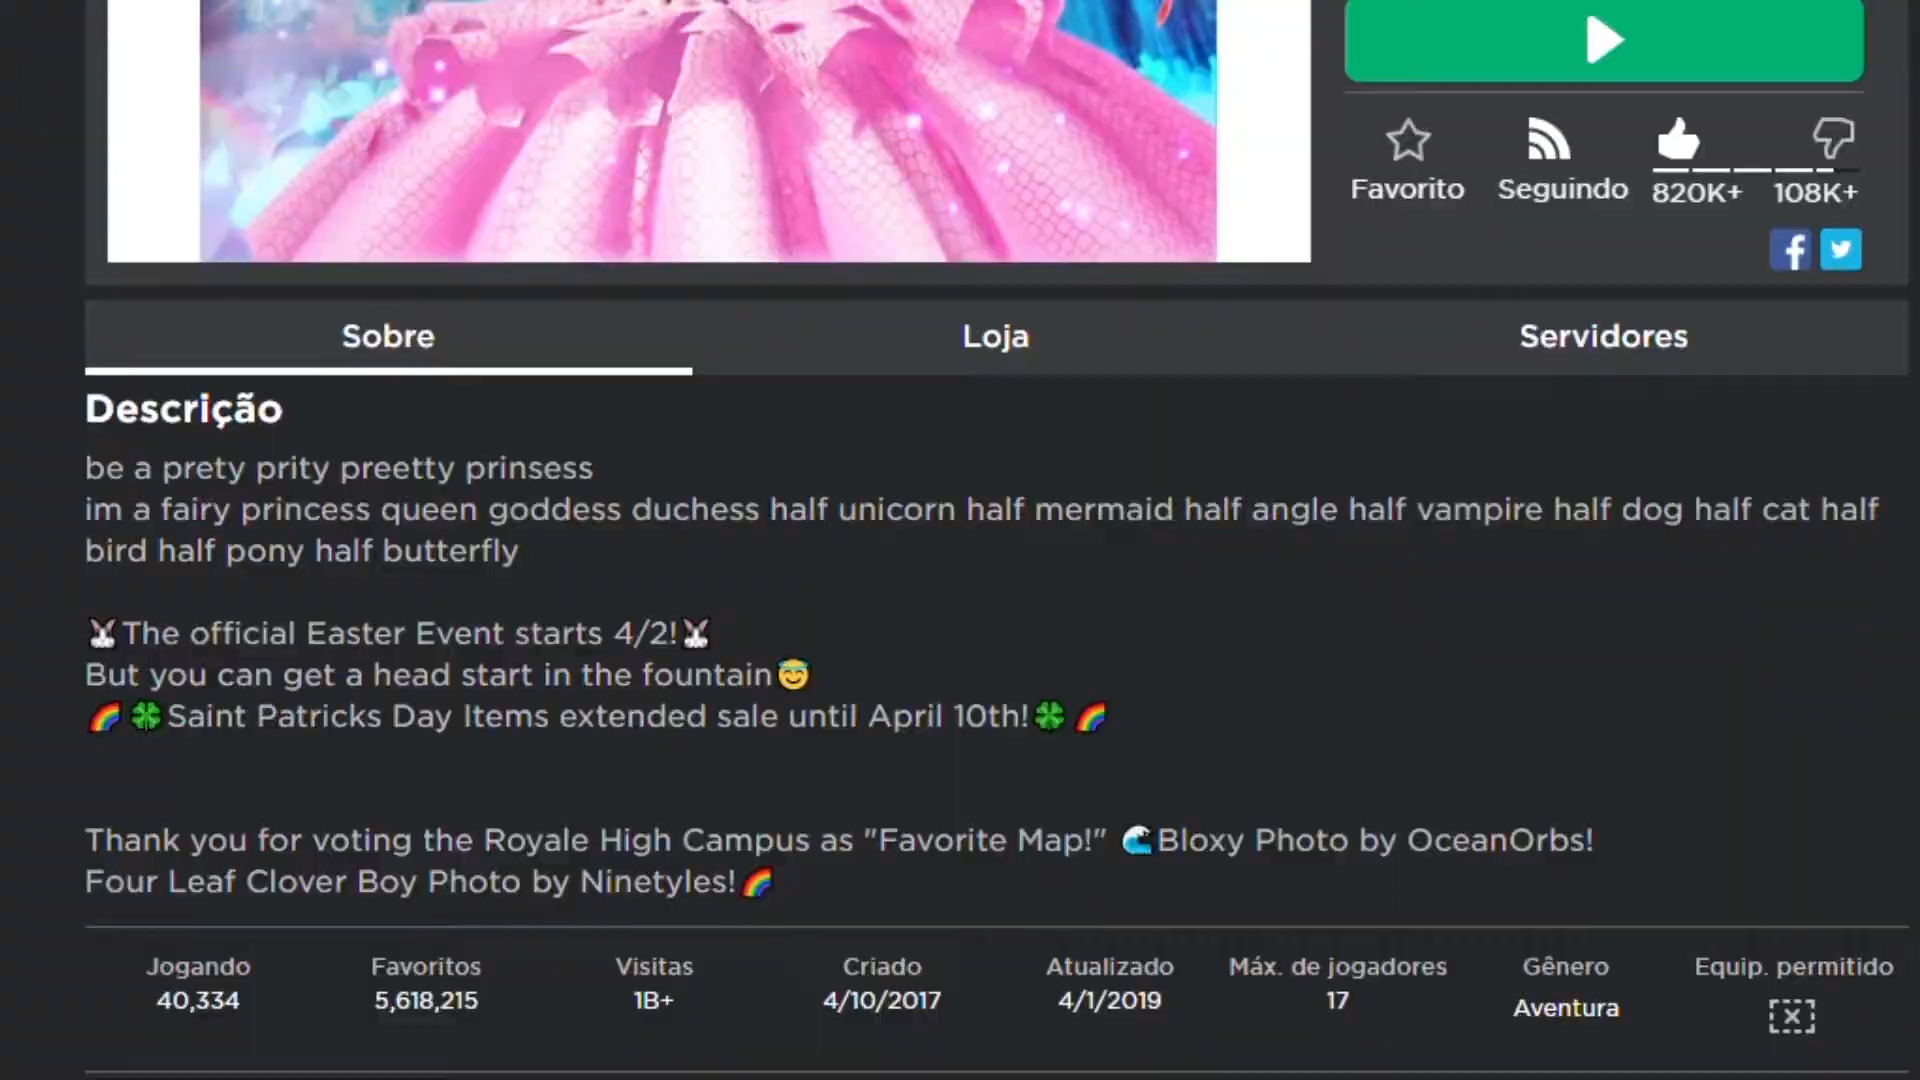 Favorito Seguindo 820K+ 108K+
Sobre Loja Servidores
Descrição
be a prety prity preetty prinsess
im a fairy princess queen goddess duchess half unicorn half mermaid half angle half vampire half dog half cat half
bird half pony half butterfly
🐰The official Easter Event starts 4/2!🐰
But you can get a head start in the fountain😇
🌈🍀Saint Patricks Day Items extended sale until April 10th!🍀🌈
Thank you for voting the Royale High Campus as "Favorite Map!" 🌊Bloxy Photo by OceanOrbs!
Four Leaf Clover Boy Photo by Ninetyles!🌈
Jogando Favoritos Visitas Criado Atualizado Máx. de jogadores Gênero Equip. permitido
40,334 5,618,215 1B+ 4/10/2017 4/1/2019 17 Aventura